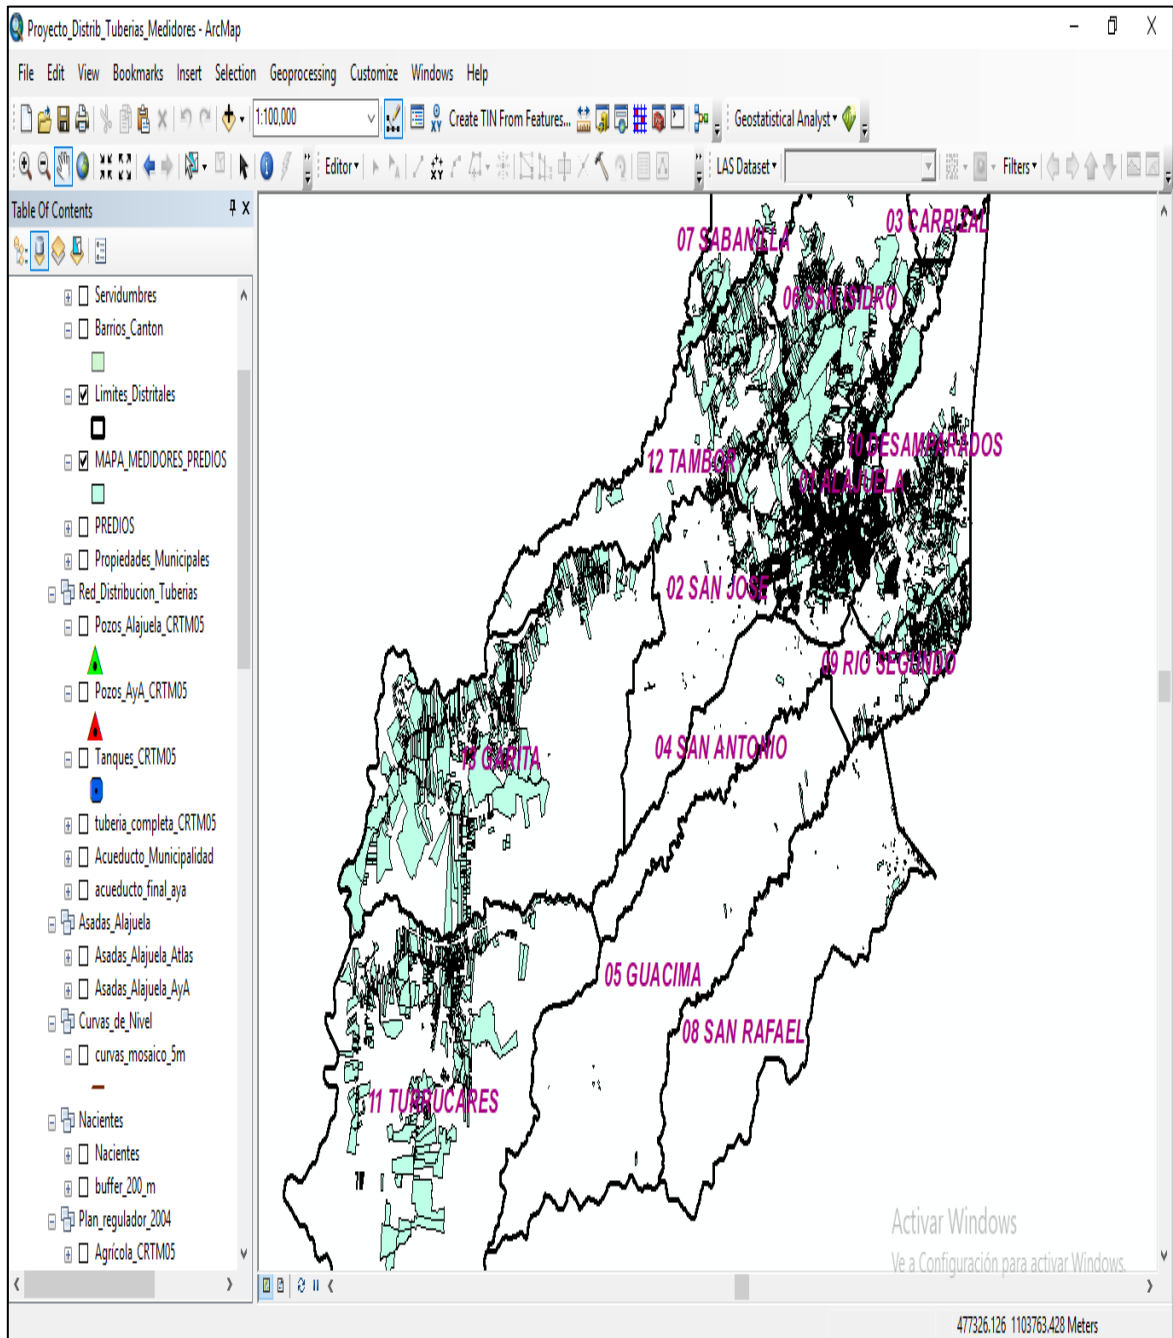 Proyecto_Distrib_Tuberias_Medidores - ArcMap
File Edit View Bookmarks Insert Selection Geoprocessing Customize Windows Help
1:100,000 Create TIN From Features... Geostatistical Analyst
Editor LAS Dataset Filters
Table Of Contents
Servidumbres
Barrios_Canton
Limites_Distritales
MAPA_MEDIDORES_PREDIOS
PREDIOS
Propiedades_Municipales
Red_Distribucion_Tuberias
Pozos_Alajuela_CRTM05
Pozos_AyA_CRTM05
Tanques_CRTM05
tuberia_completa_CRTM05
Acueducto_Municipalidad
acueducto_final_aya
Asadas_Alajuela
Asadas_Alajuela_Atlas
Asadas_Alajuela_AyA
Curvas_de_Nivel
curvas_mosaico_5m
Nacientes
Nacientes
buffer_200_m
Plan_regulador_2004
Agrícola_CRTM05
03 CARRIZAL
07 SABANILLA
06 SAN ISIDRO
10 DESAMPARADOS
12 TAMBOR
01 ALAJUELA
02 SAN JOSE
09 RIO SEGUNDO
04 SAN ANTONIO
13 GARITA
05 GUACIMA
08 SAN RAFAEL
11 TURRUCARES
Activar Windows
Ve a Configuración para activar Windows.
477326.126 1103763.428 Meters